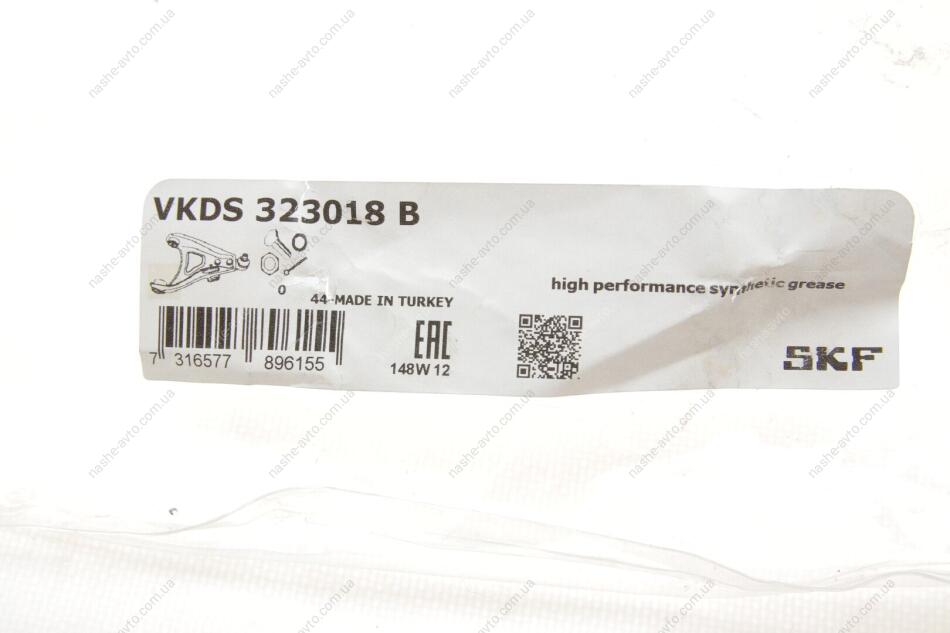 VKDS 323018 B
0
44-MADE IN TURKEY
high performance synthetic grease
7 316577 896155
EAC
148W 12
SKF
nashe-avto.com.ua